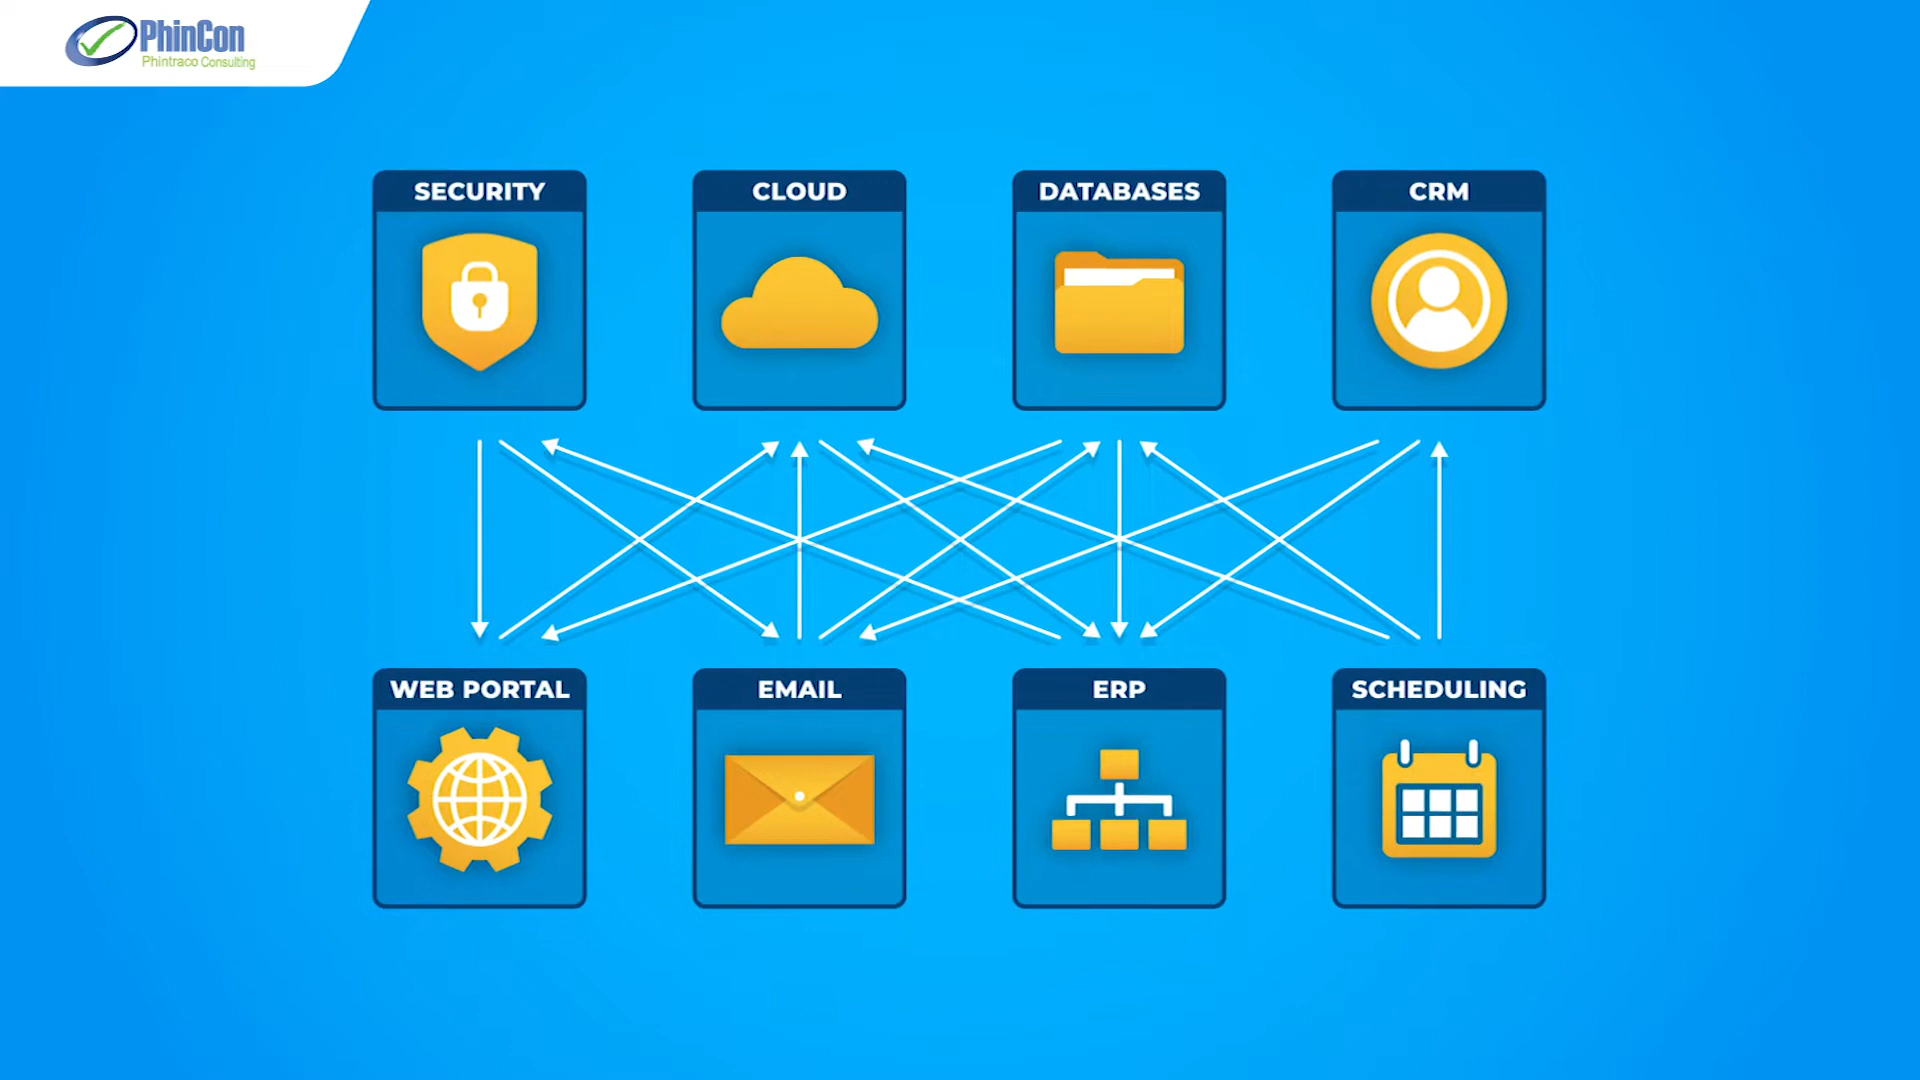 PhinCon
Phintraco Consulting
SECURITY
CLOUD
DATABASES
CRM
WEB PORTAL
EMAIL
ERP
SCHEDULING